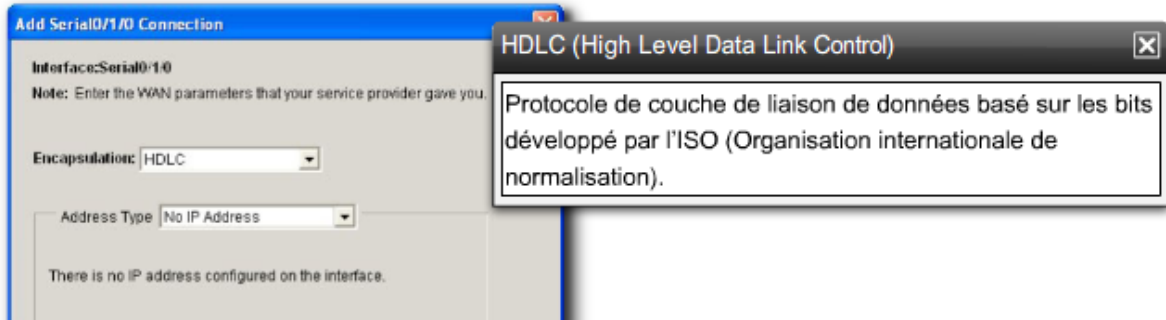 Add Serial0/1/0 Connection
Interface:Serial0/1/0
Note: Enter the WAN parameters that your service provider gave you.
Encapsulation: HDLC
Address Type No IP Address
There is no IP address configured on the interface.
HDLC (High Level Data Link Control)
Protocole de couche de liaison de données basé sur les bits
développé par l'ISO (Organisation internationale de
normalisation).